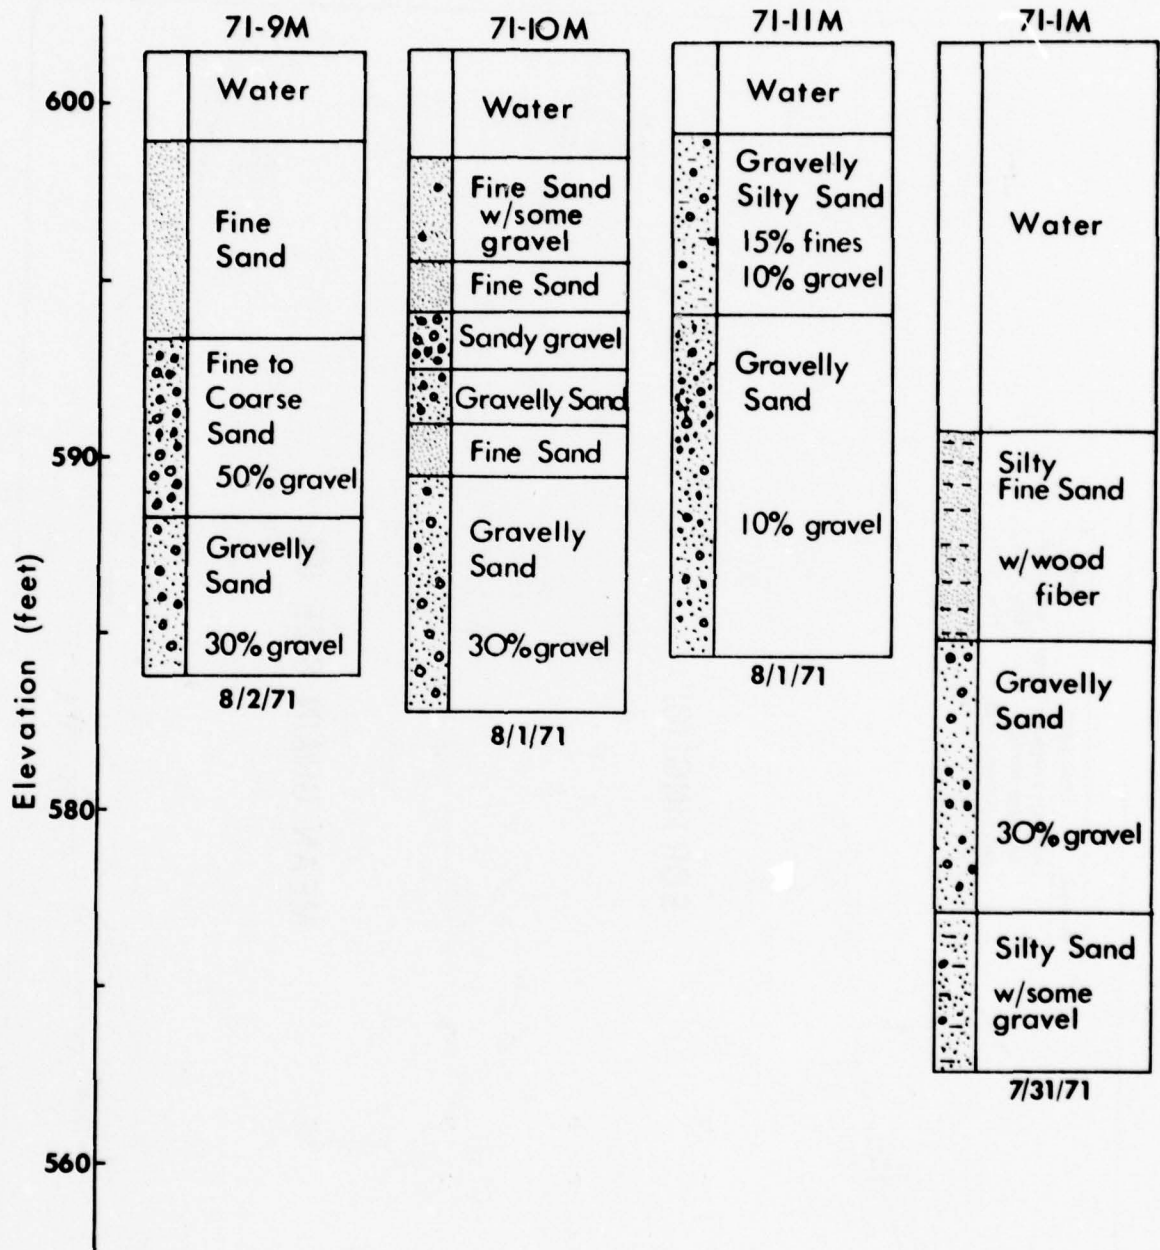 71-9M
71-10M
71-11M
71-1M
Elevation (feet)
600
590
580
560
Water
Fine
Sand
Fine to
Coarse
Sand
50% gravel
Gravelly
Sand
30% gravel
8/2/71
Water
Fine Sand
w/some
gravel
Fine Sand
Sandy gravel
Gravelly Sand
Fine Sand
Gravelly
Sand
30% gravel
8/1/71
Water
Gravelly
Silty Sand
15% fines
10% gravel
Gravelly
Sand
10% gravel
8/1/71
Water
Silty
Fine Sand
w/wood
fiber
Gravelly
Sand
30% gravel
Silty Sand
w/some
gravel
7/31/71